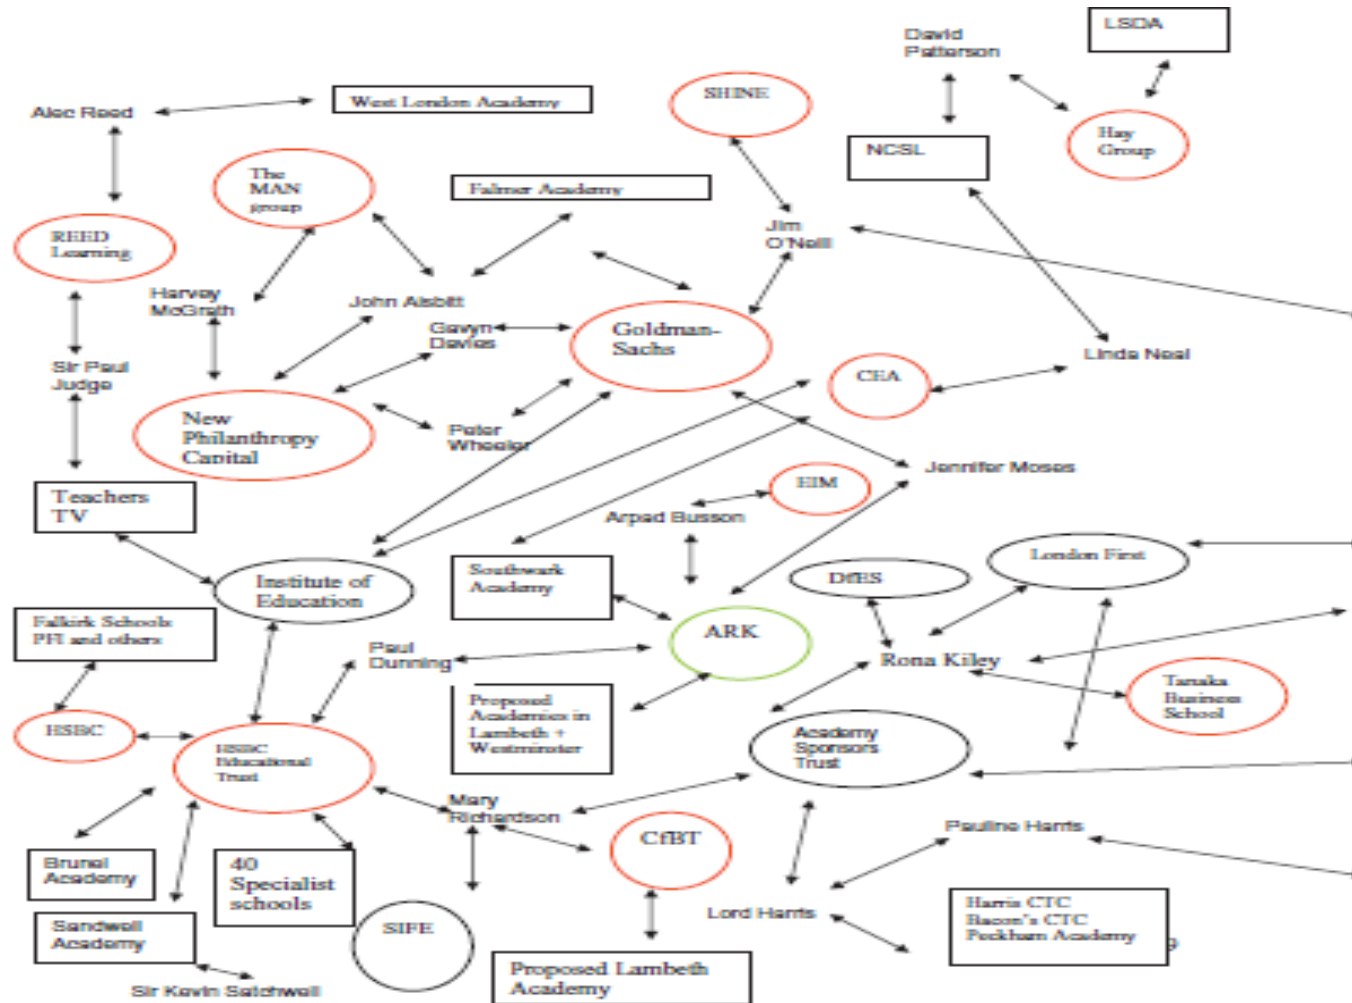 David
Patterson
LSDA
Alec Reed
West London Academy
SHINE
Hay
Group
NCSL
The
MAN
group
Falmer Academy
REED
Learning
Jim
O'Neill
Harvey
McGrath
John Aisbitt
Gavyn
Davies
Goldman-
Sachs
Linda Neal
Sir Paul
Judge
CEA
New
Philanthropy
Capital
Peter
Wheeler
Jennifer Moses
Teachers
TV
EIM
Arpad Busson
Institute of
Education
Southwark
Academy
DfES
London First
Falkirk Schools
PFI and others
Paul
Dunning
ARK
Rona Kiley
Tanaka
Business
School
Proposed
Academies in
Lambeth +
Westminster
HSBC
HSBC
Educational
Trust
Academy
Sponsors
Trust
Mary
Richardson
CfBT
Pauline Harris
Brunel
Academy
40
Specialist
schools
Lord Harris
Harris CTC
Bacon's CTC
Peckham Academy
Sandwell
Academy
SIFE
Proposed Lambeth
Academy
Sir Kevin Satchwell